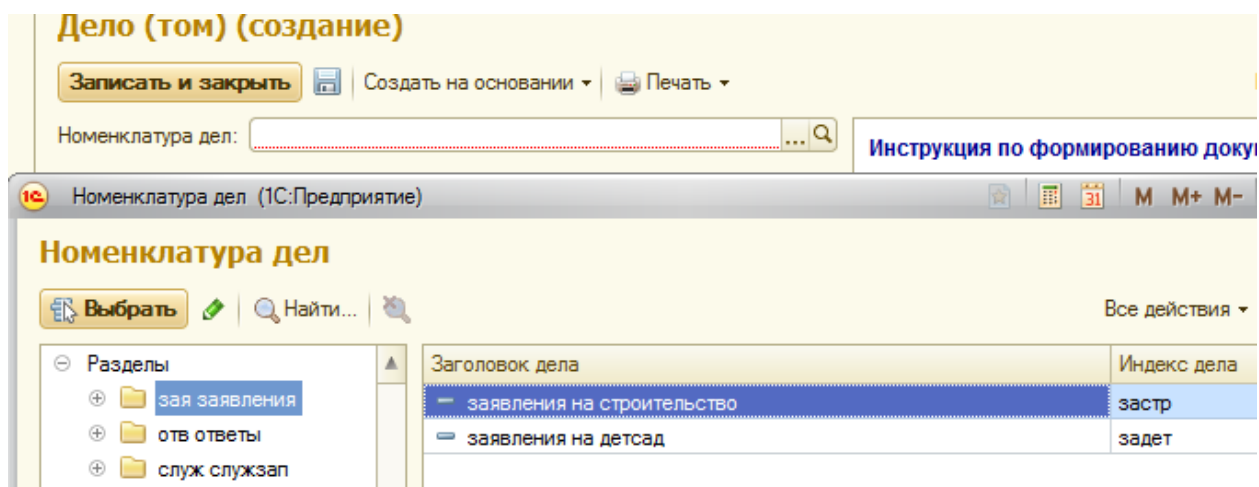 Дело (том) (создание)
Записать и закрыть Создать на основании Печать
Номенклатура дел: ...
Инструкция по формированию
1С Номенклатура дел (1С:Предприятие) 31 M M+ M-
Номенклатура дел
Выбрать Найти... Все действия
Разделы Заголовок дела Индекс дела
зая заявления заявления на строительство застр
отв ответы заявления на детсад задет
служ служзап